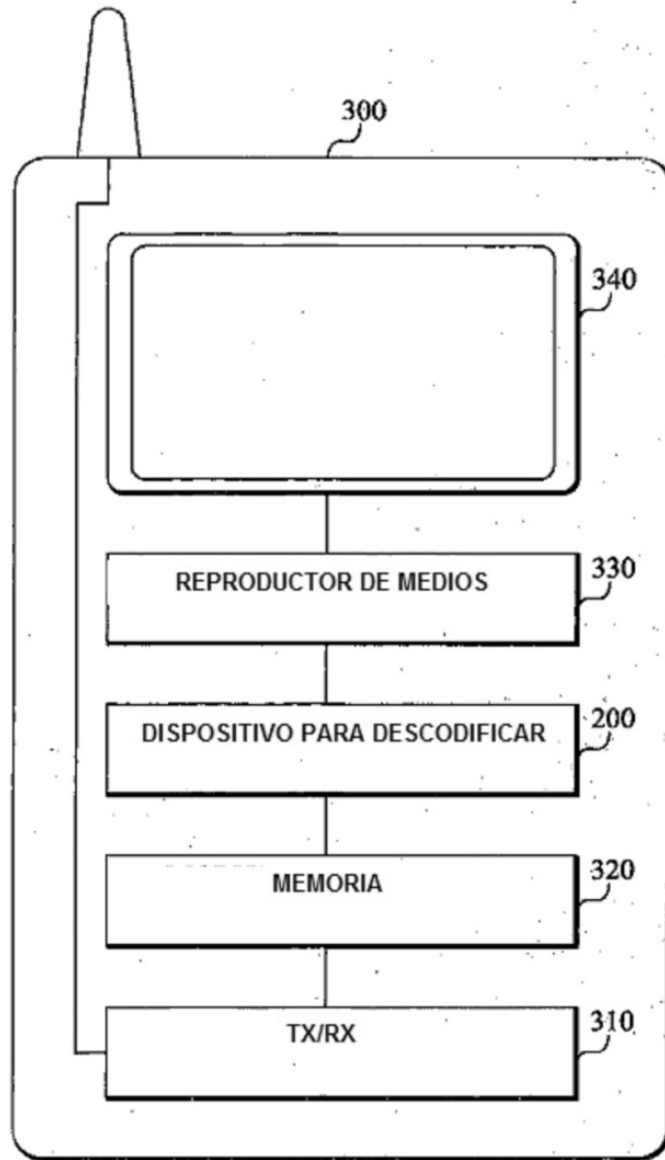 300
340
REPRODUCTOR DE MEDIOS
330
DISPOSITIVO PARA DESCODIFICAR
200
MEMORIA
320
TX/RX
310